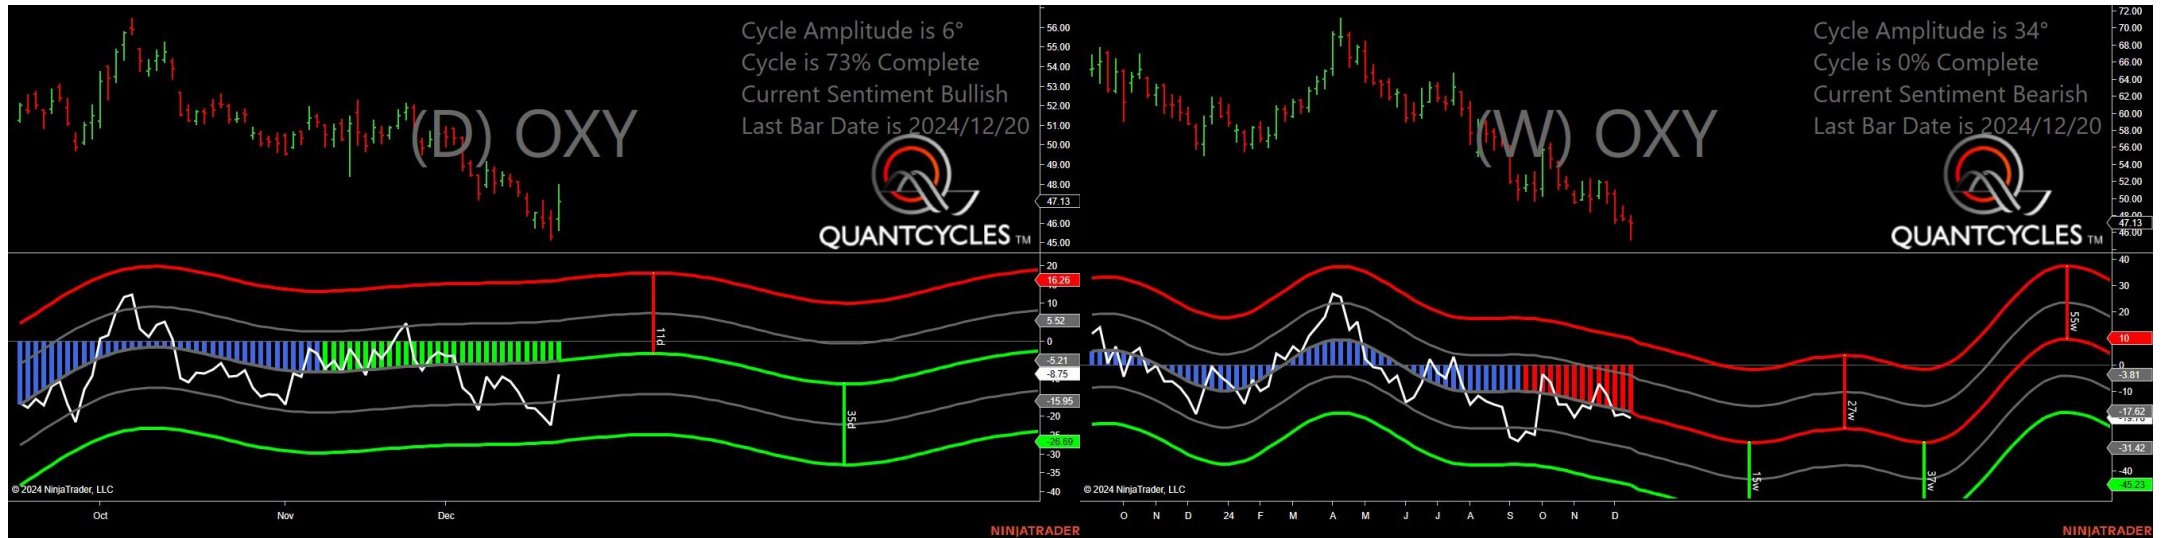 Cycle Amplitude is 6°
Cycle is 73% Complete
Current Sentiment Bullish
Last Bar Date is 2024/12/20
(D) OXY
QUANTCYCLES TM
56.00
55.00
54.00
53.00
52.00
51.00
50.00
49.00
48.00
47.13
46.00
45.00
20
16.26
10
5.52
0
-5.21
-8.75
-15.95
-20
-26.69
-30
-35
-40
11d
35d
© 2024 NinjaTrader, LLC
Oct Nov Dec
NINJATRADER
Cycle Amplitude is 34°
Cycle is 0% Complete
Current Sentiment Bearish
Last Bar Date is 2024/12/20
(W) OXY
QUANTCYCLES TM
72.00
70.00
68.00
66.00
64.00
62.00
60.00
58.00
56.00
54.00
52.00
50.00
48.00
47.13
46.00
40
30
20
10
0
-3.81
-10
-17.62
-31.42
-40
-45.23
15w
27w
37w
55w
© 2024 NinjaTrader, LLC
O N D 24 F M A M J J A S O N D
NINJATRADER